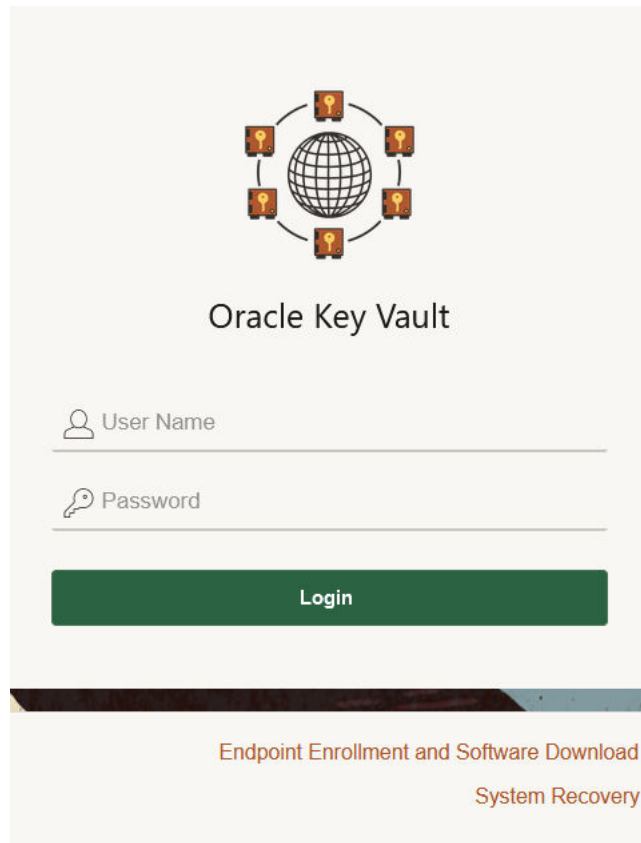 Oracle Key Vault
User Name
Password
Login
Endpoint Enrollment and Software Download
System Recovery